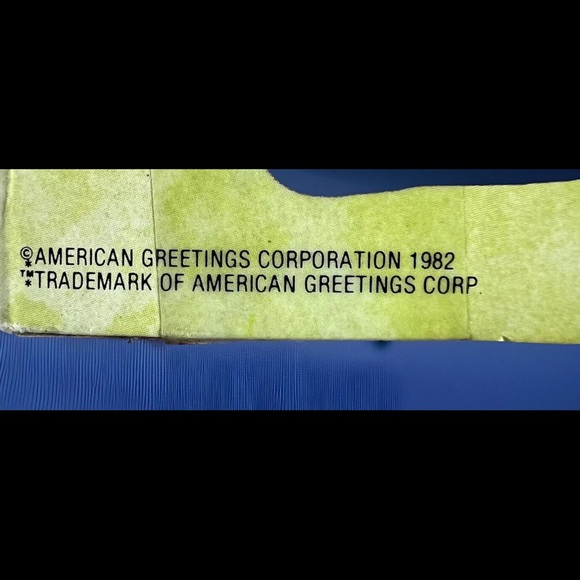 ©*AMERICAN GREETINGS CORPORATION 1982
™*TRADEMARK OF AMERICAN GREETINGS CORP.